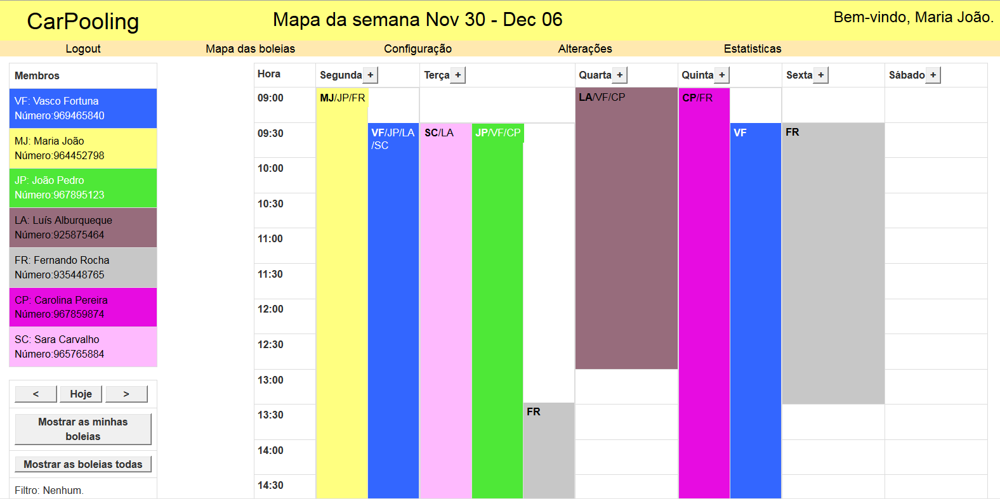 CarPooling
Mapa da semana Nov 30 - Dec 06
Bem-vindo, Maria João.
Logout
Mapa das boleias
Configuração
Alterações
Estatisticas
Membros
VF: Vasco Fortuna
Número:969465840
MJ: Maria João
Número:964452798
JP: João Pedro
Número:967895123
LA: Luís Alburqueque
Número:925875464
FR: Fernando Rocha
Número:935448765
CP: Carolina Pereira
Número:967859874
SC: Sara Carvalho
Número:965765884
< Hoje >
Mostrar as minhas
boleias
Mostrar as boleias todas
Filtro: Nenhum.
Hora Segunda + Terça + Quarta + Quinta + Sexta + Sábado +
09:00 MJ/JP/FR LA/VF/CP CP/FR
09:30 VF/JP/LA SC/LA JP/VF/CP VF FR
/SC
10:00
10:30
11:00
11:30
12:00
12:30
13:00
13:30 FR
14:00
14:30